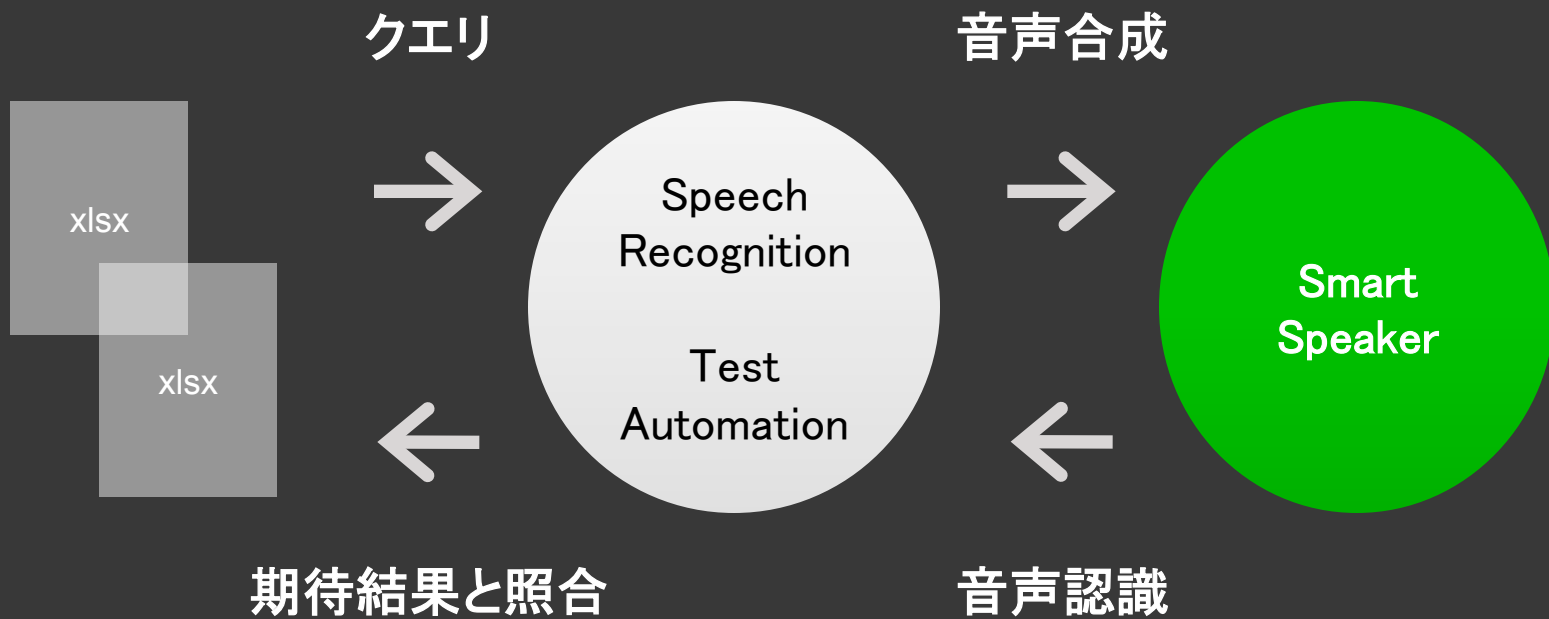 クエリ
音声合成
xlsx
xlsx
Speech
Recognition
Test
Automation
Smart
Speaker
期待結果と照合
音声認識